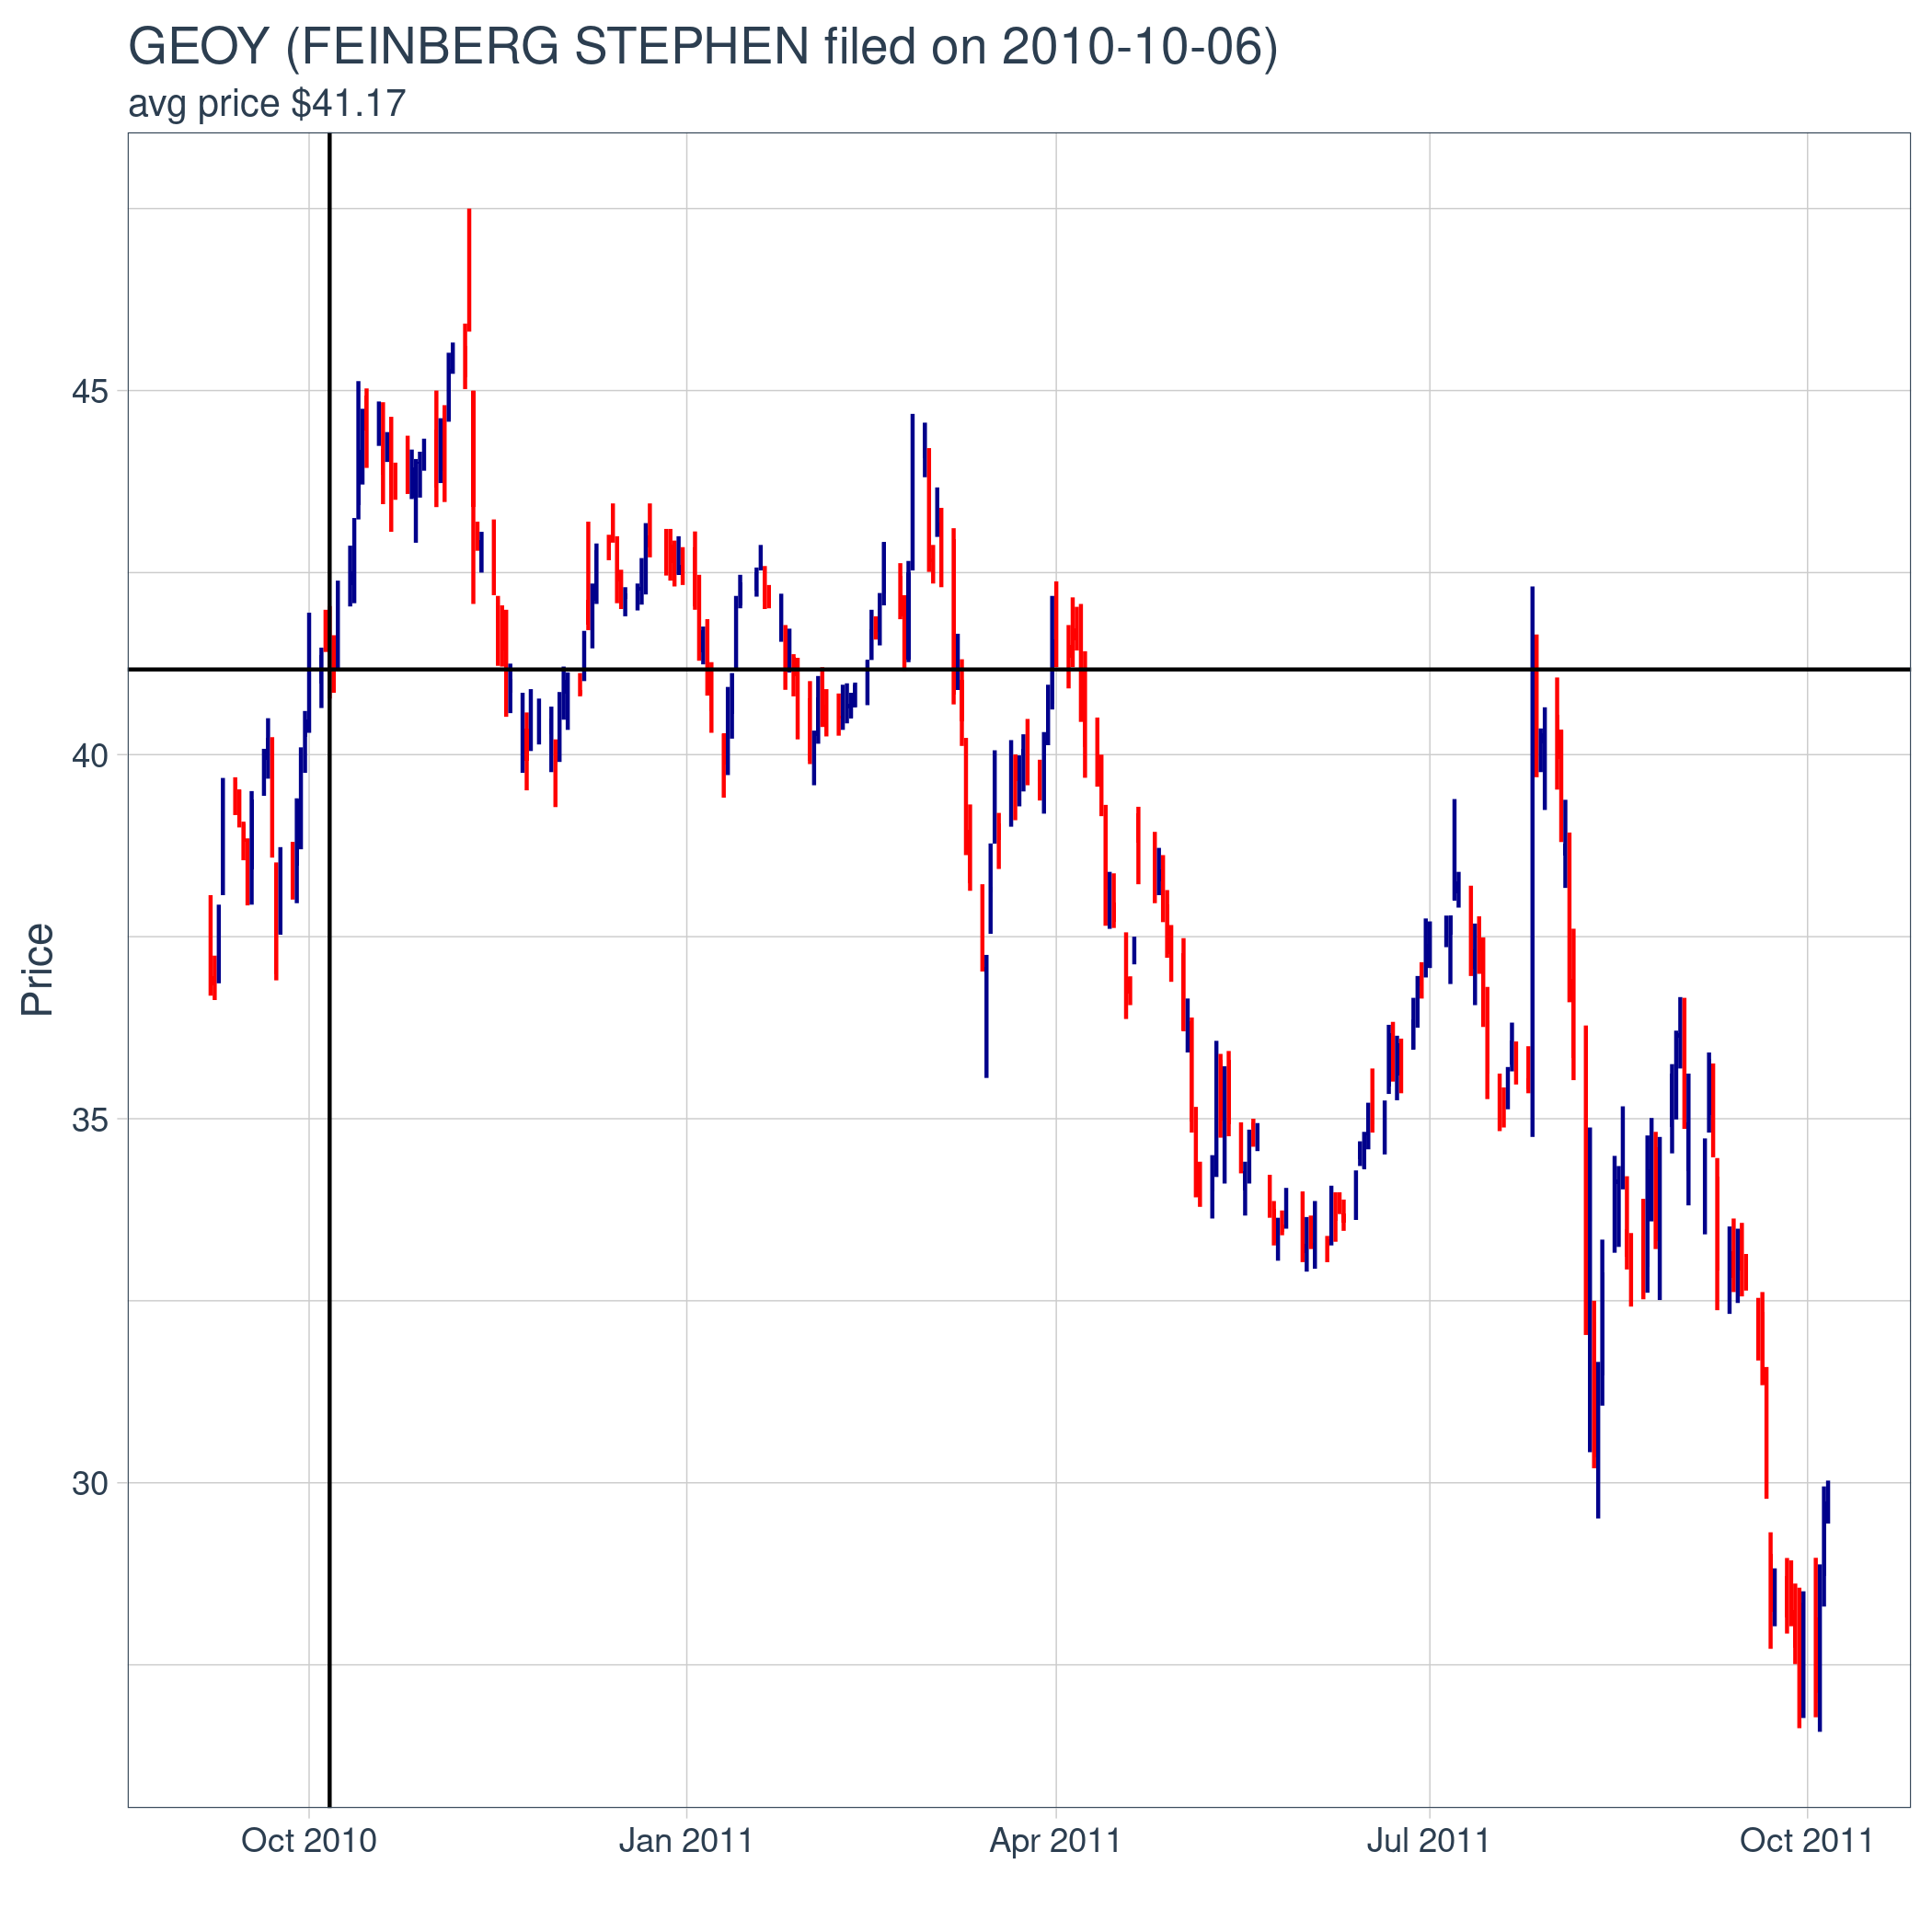 GEOY (FEINBERG STEPHEN filed on 2010-10-06)
avg price $41.17
Price
45
40
35
30
Oct 2010
Jan 2011
Apr 2011
Jul 2011
Oct 2011